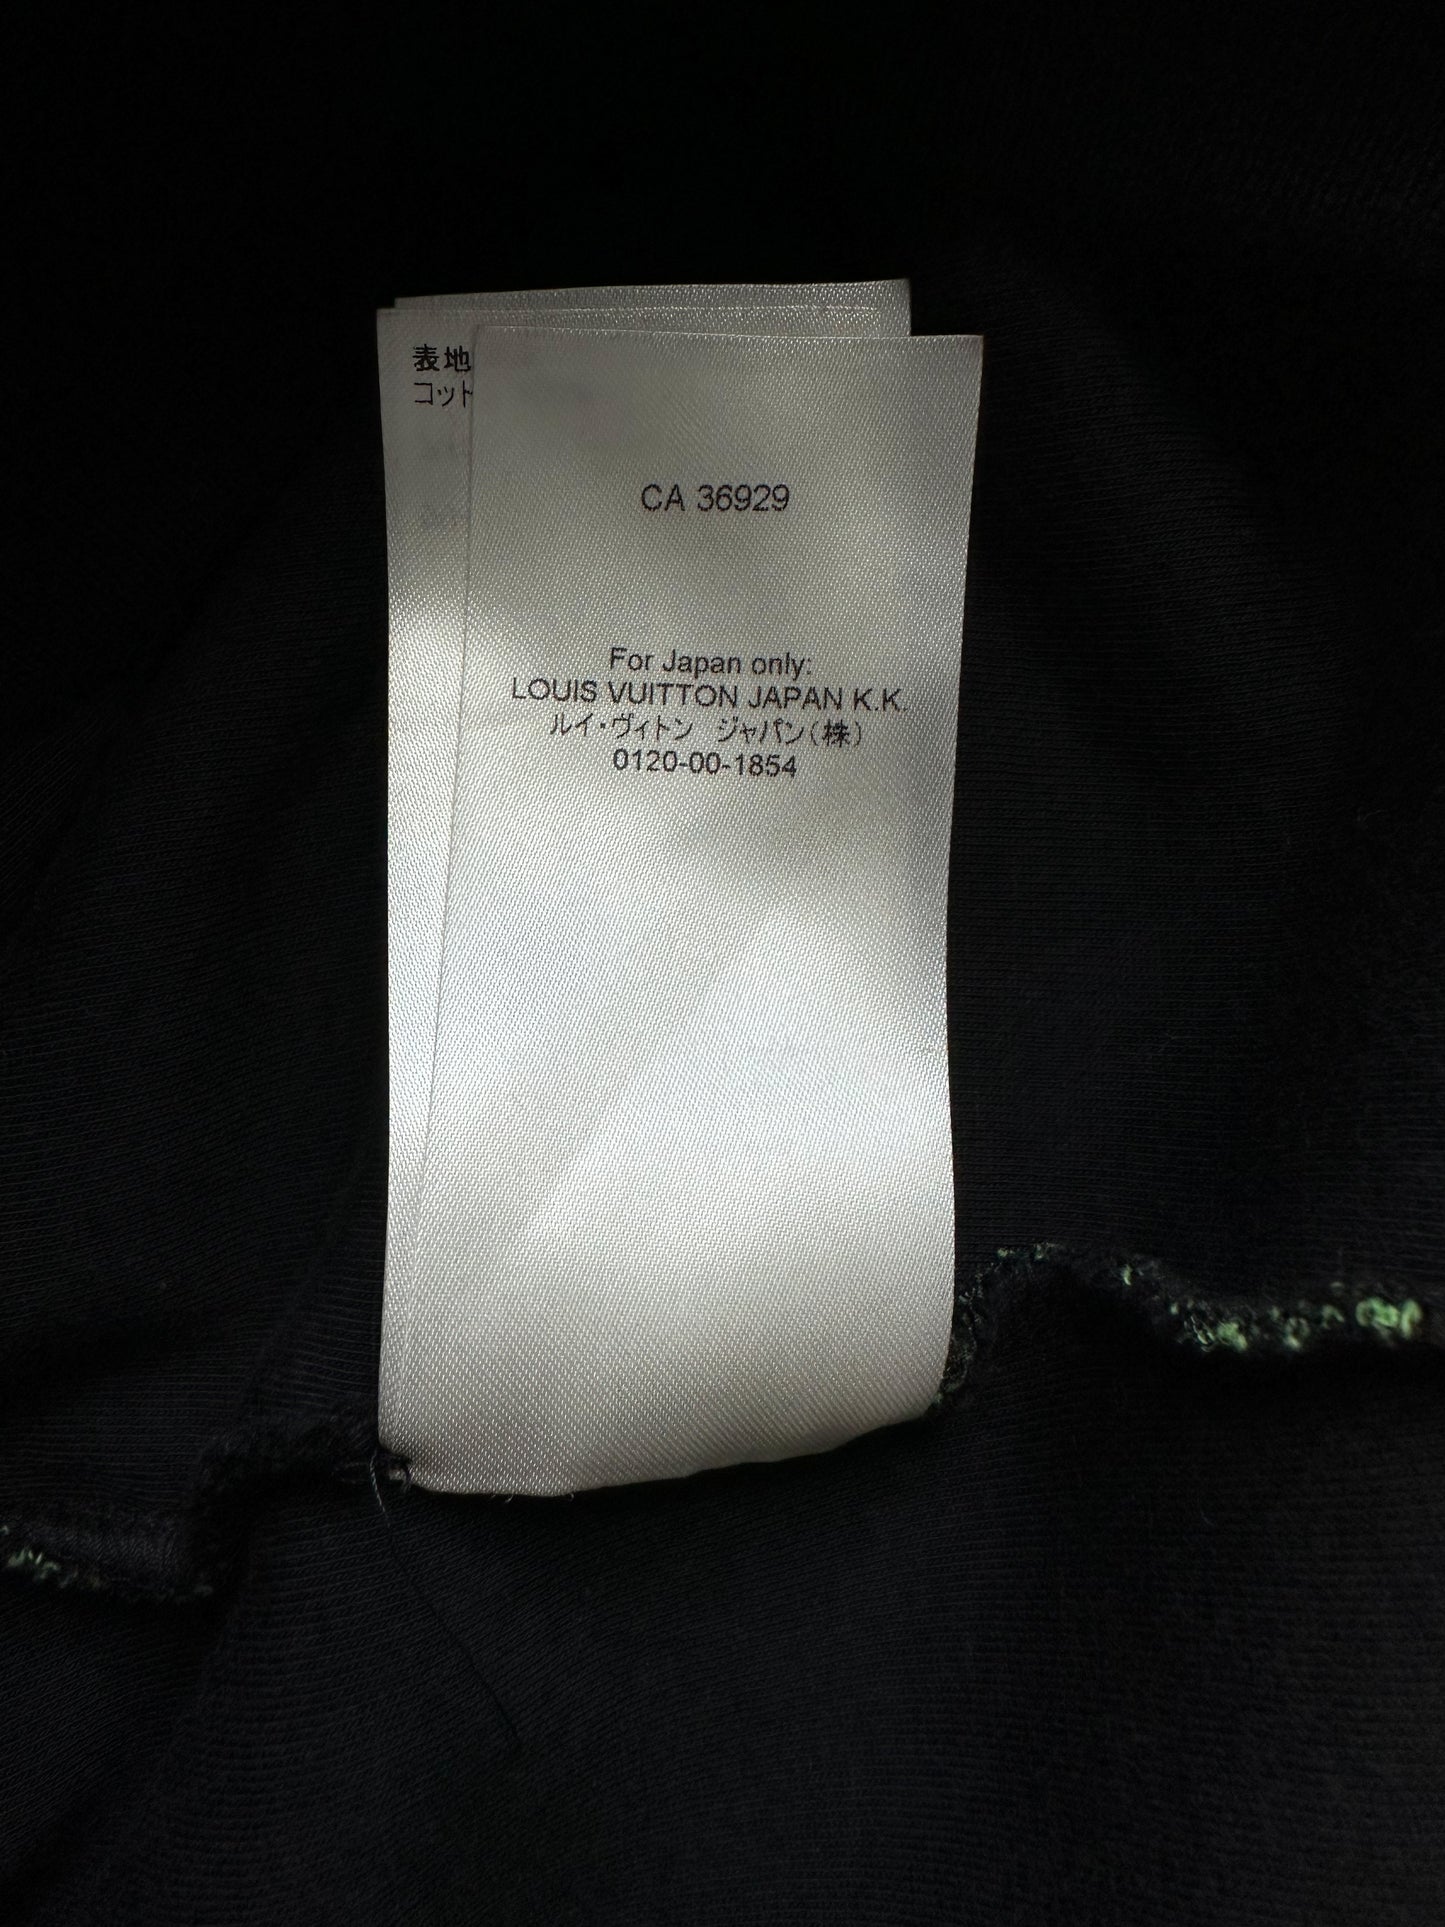 表地
コット
CA 36929
For Japan only:
LOUIS VUITTON JAPAN K.K.
ルイ・ヴィトン ジャパン(株)
0120-00-1854